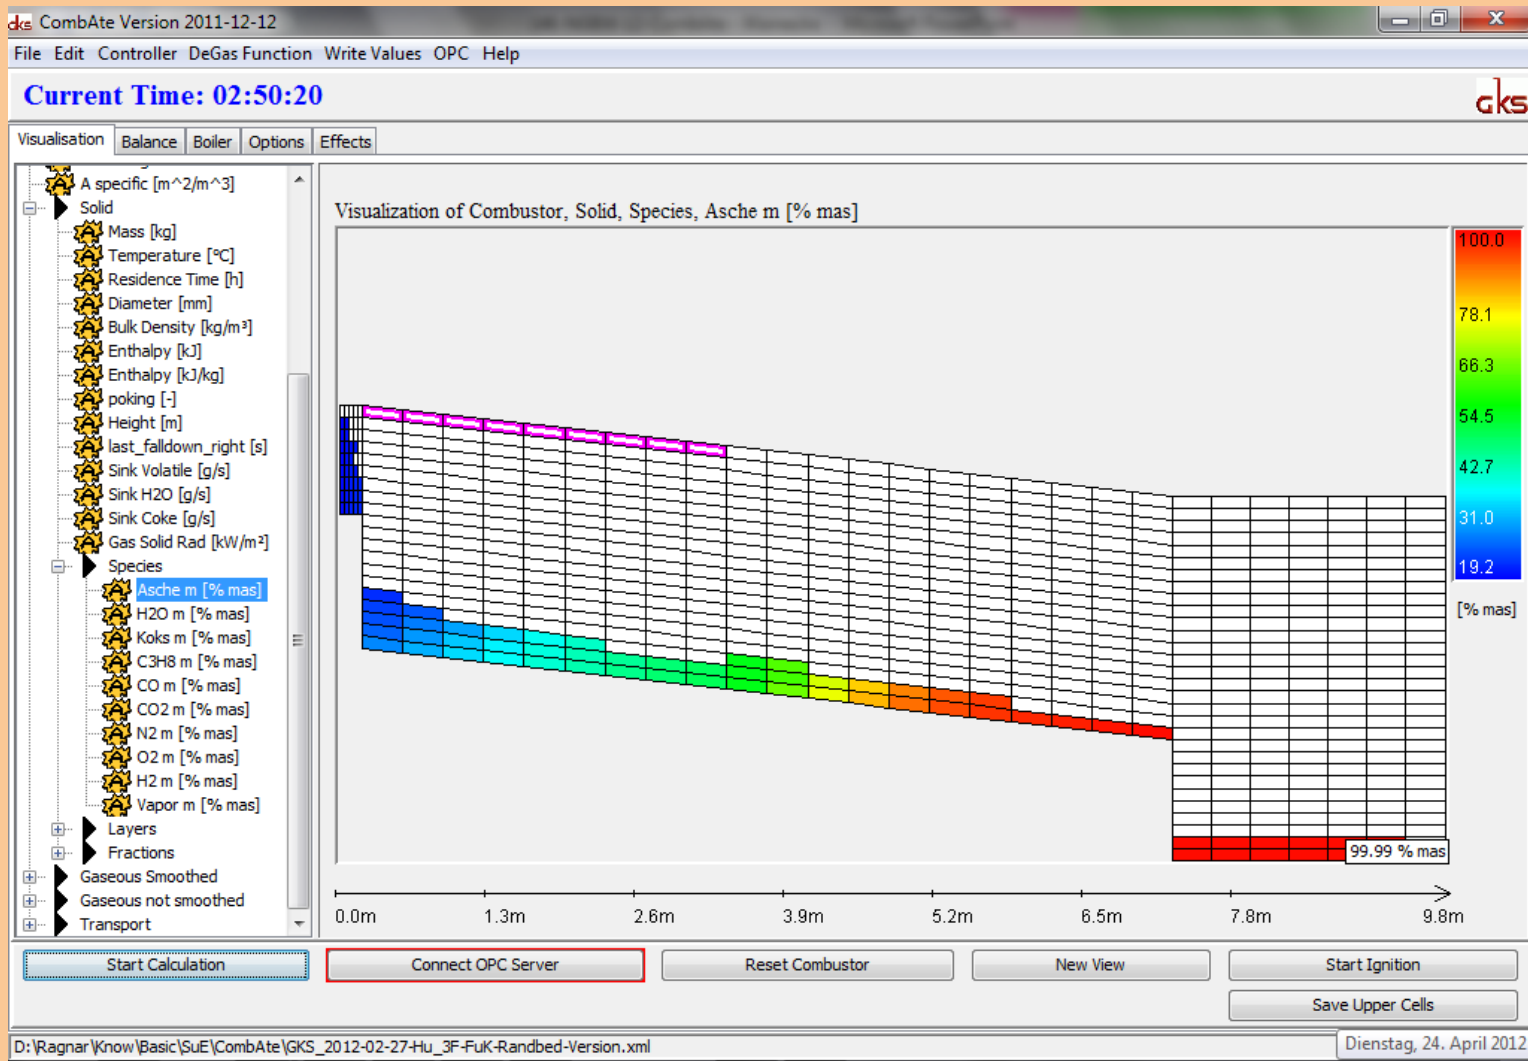 CombAte Version 2011-12-12
File Edit Controller DeGas Function Write Values OPC Help
Current Time: 02:50:20
gks
Visualisation Balance Boiler Options Effects
A specific [m^2/m^3]
Solid
Mass [kg]
Temperature [°C]
Residence Time [h]
Diameter [mm]
Bulk Density [kg/m³]
Enthalpy [kJ]
Enthalpy [kJ/kg]
poking [-]
Height [m]
last_falldown_right [s]
Sink Volatile [g/s]
Sink H2O [g/s]
Sink Coke [g/s]
Gas Solid Rad [kW/m²]
Species
Asche m [% mas]
H2O m [% mas]
Koks m [% mas]
C3H8 m [% mas]
CO m [% mas]
CO2 m [% mas]
N2 m [% mas]
O2 m [% mas]
H2 m [% mas]
Vapor m [% mas]
Layers
Fractions
Gaseous Smoothed
Gaseous not smoothed
Transport
Visualization of Combustor, Solid, Species, Asche m [% mas]
100.0
78.1
66.3
54.5
42.7
31.0
19.2
[% mas]
99.99 % mas
0.0m 1.3m 2.6m 3.9m 5.2m 6.5m 7.8m 9.8m
Start Calculation Connect OPC Server Reset Combustor New View Start Ignition
Save Upper Cells
D:\Ragnar\Know\Basic\SuE\CombAte\GKS_2012-02-27-Hu_3F-FuK-Randbed-Version.xml
Dienstag, 24. April 2012